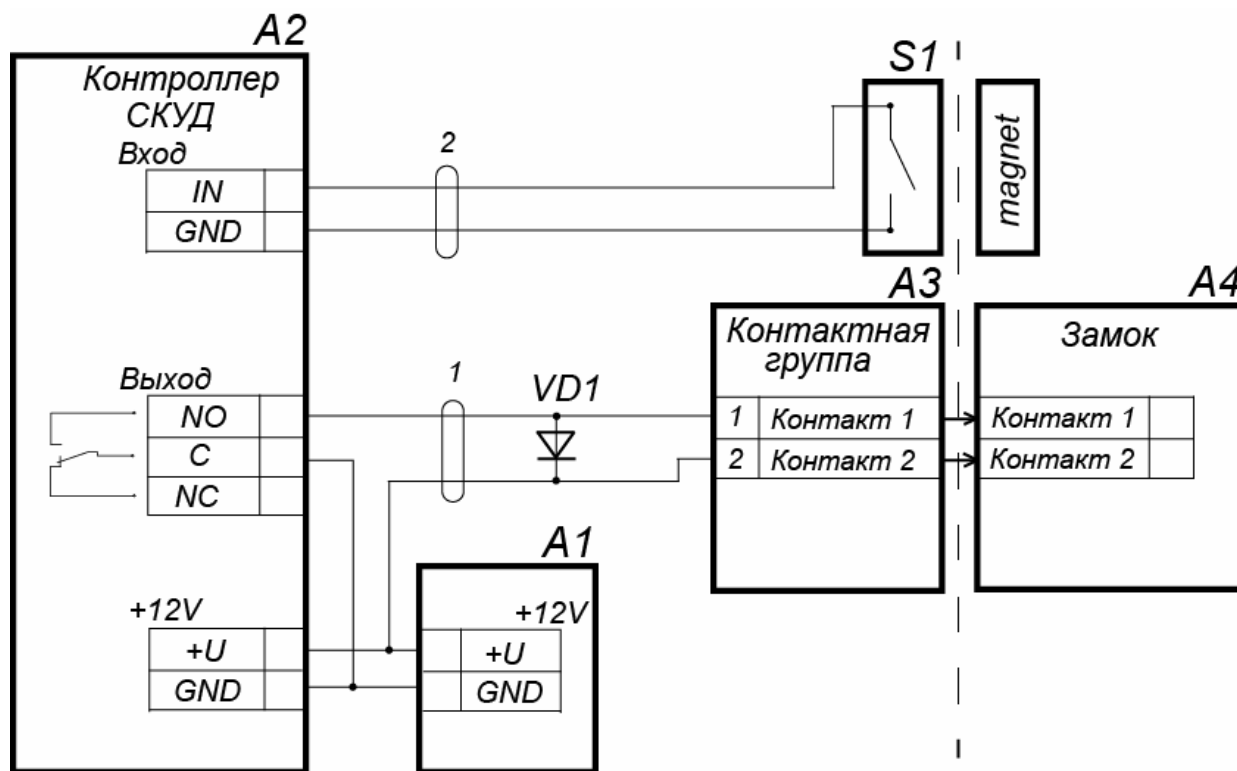 A2
Контроллер
СКУД
Вход
IN
GND
2
S1
magnet
A3
A4
Контактная
группа
Замок
Выход
NO
C
NC
1
VD1
1 Контакт 1
2 Контакт 2
Контакт 1
Контакт 2
A1
+12V
+U
GND
+12V
+U
GND